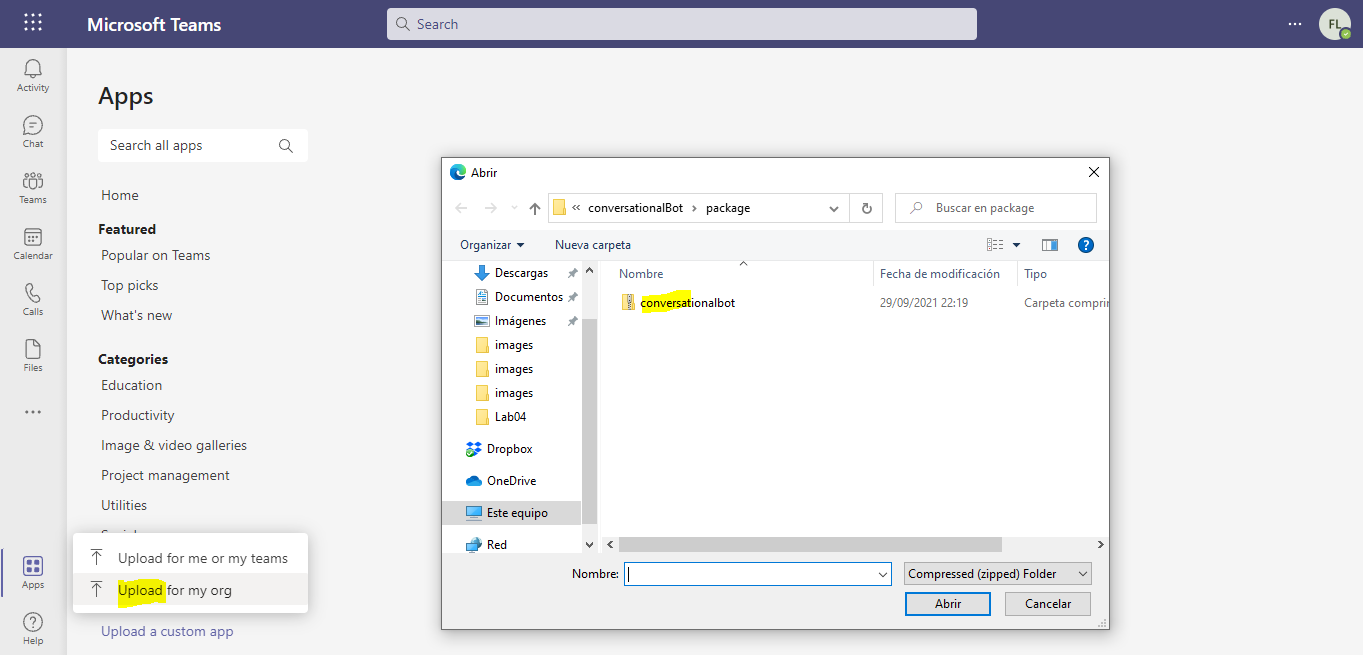 Microsoft Teams
Search
FL
Activity
Chat
Teams
Calendar
Calls
Files
Apps
Help
Apps
Search all apps
Home
Featured
Popular on Teams
Top picks
What's new
Categories
Education
Productivity
Image & video galleries
Project management
Utilities
Upload for me or my teams
Upload for my org
Upload a custom app
Abrir
« conversationalBot › package
Buscar en package
Organizar
Nueva carpeta
?
Descargas
Documentos
Imágenes
images
images
images
Lab04
Dropbox
OneDrive
Este equipo
Red
Nombre
Fecha de modificación
Tipo
conversationalbot
29/09/2021 22:19
Carpeta comprir
Nombre:
Compressed (zipped) Folder
Abrir
Cancelar